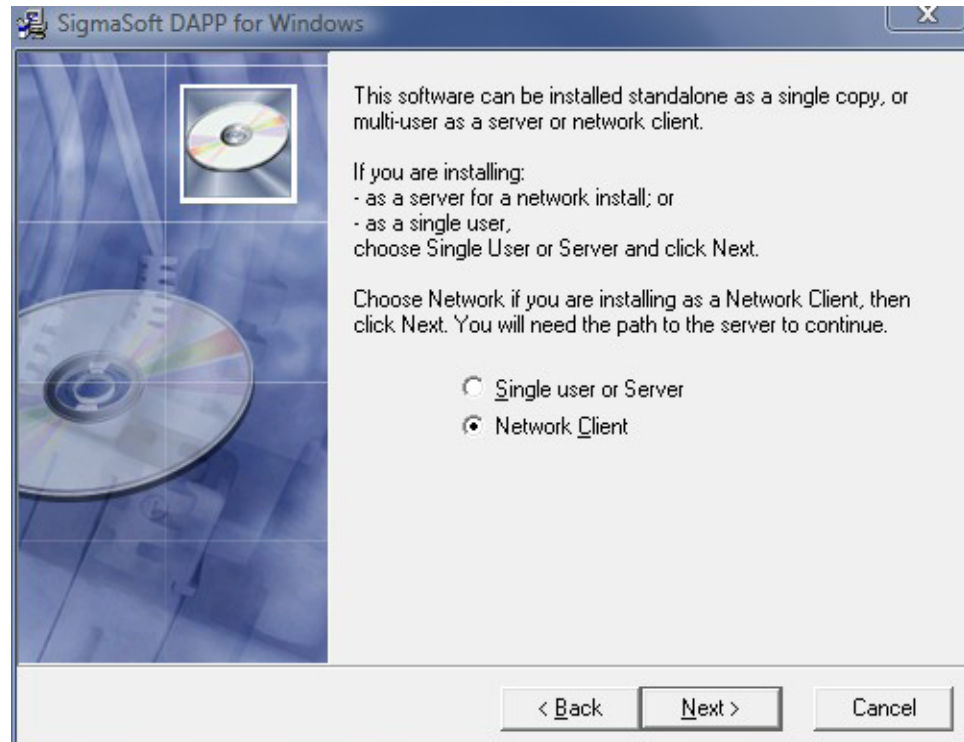 SigmaSoft DAPP for Windows
This software can be installed standalone as a single copy, or
multi-user as a server or network client.
If you are installing:
- as a server for a network install; or
- as a single user,
choose Single User or Server and click Next.
Choose Network if you are installing as a Network Client, then
click Next. You will need the path to the server to continue.
Single user or Server
Network Client
< Back
Next >
Cancel